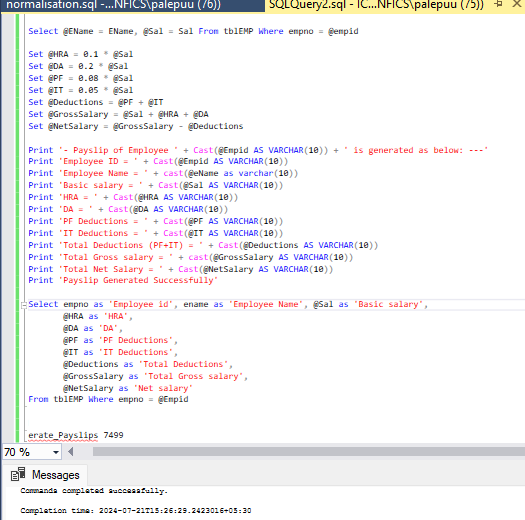 normalisation.sql -...NFICS\palepuu (76))
SQLQuery2.sql - IC...NFICS\palepuu (75))
Select @EName = EName, @Sal = Sal From tblEMP Where empno = @empid
Set @HRA = 0.1 * @Sal
Set @DA = 0.2 * @Sal
Set @PF = 0.08 * @Sal
Set @IT = 0.05 * @Sal
Set @Deductions = @PF + @IT
Set @GrossSalary = @Sal + @HRA + @DA
Set @NetSalary = @GrossSalary - @Deductions
Print '- Payslip of Employee ' + Cast(@Empid AS VARCHAR(10)) + ' is generated as below: ---'
Print 'Employee ID = ' + Cast(@Empid AS VARCHAR(10))
Print 'Employee Name = ' + cast(@eName as varchar(10))
Print 'Basic salary = ' + Cast(@Sal AS VARCHAR(10))
Print 'HRA = ' + Cast(@HRA AS VARCHAR(10))
Print 'DA = ' + Cast(@DA AS VARCHAR(10))
Print 'PF Deductions = ' + Cast(@PF AS VARCHAR(10))
Print 'IT Deductions = ' + Cast(@IT AS VARCHAR(10))
Print 'Total Deductions (PF+IT) = ' + Cast(@Deductions AS VARCHAR(10))
Print 'Total Gross salary = ' + cast(@GrossSalary AS VARCHAR(10))
Print 'Total Net Salary = ' + Cast(@NetSalary AS VARCHAR(10))
Print 'Payslip Generated Successfully'
Select empno as 'Employee id', ename as 'Employee Name', @Sal as 'Basic salary',
@HRA as 'HRA',
@DA as 'DA',
@PF as 'PF Deductions',
@IT as 'IT Deductions',
@Deductions as 'Total Deductions',
@GrossSalary as 'Total Gross salary',
@NetSalary as 'Net salary'
From tblEMP Where empno = @Empid
erate_Payslips 7499
70 %
Messages
Commands completed successfully.
Completion time: 2024-07-21T13:26:29.2423016+05:30